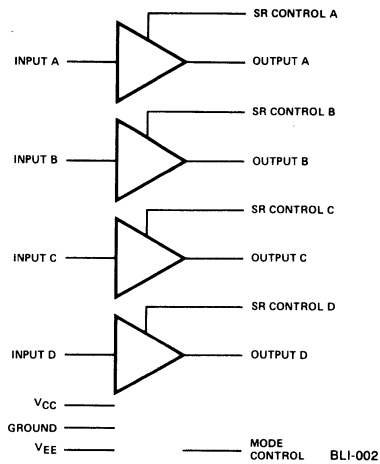 SR CONTROL A
INPUT A
OUTPUT A
SR CONTROL B
INPUT B
OUTPUT B
SR CONTROL C
INPUT C
OUTPUT C
SR CONTROL D
INPUT D
OUTPUT D
VCC
GROUND
VEE
MODE
CONTROL
BLI-002